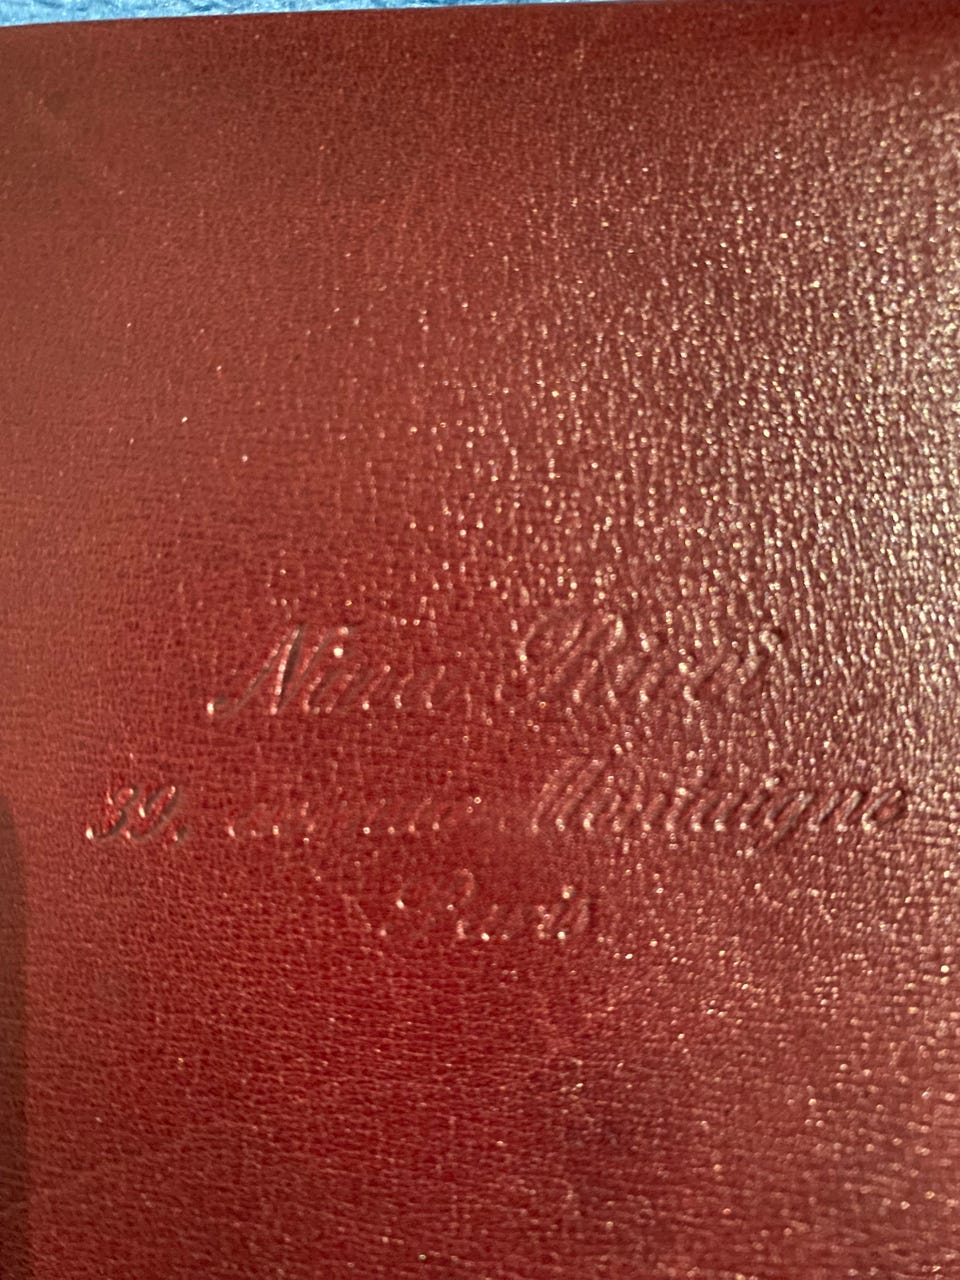 Nina Ricci
39, avenue Montaigne
Paris